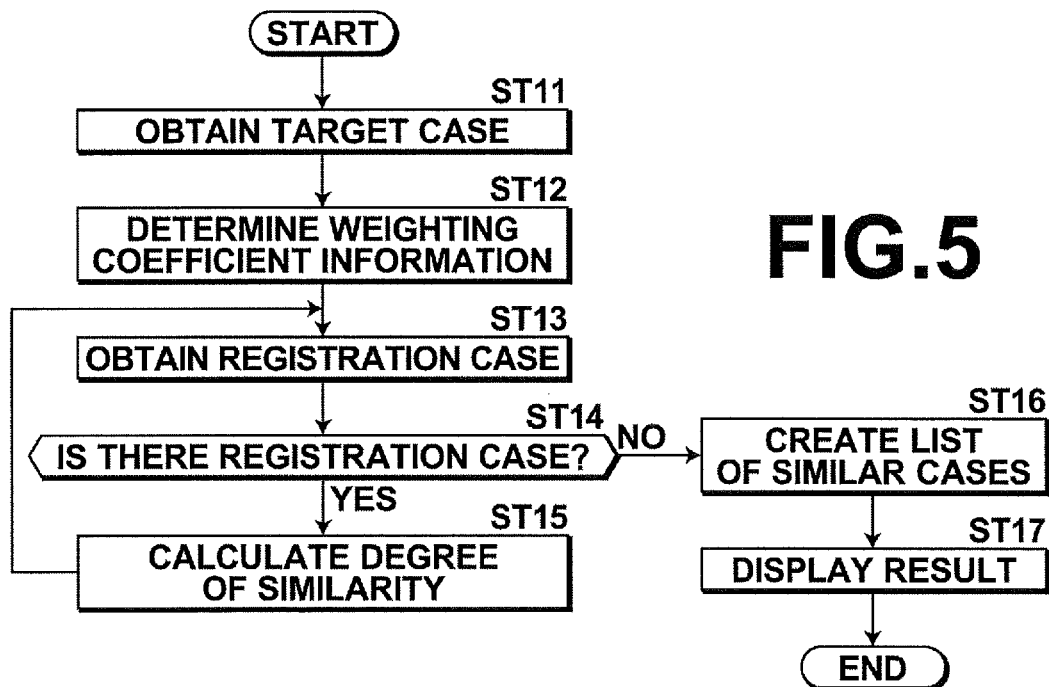 START
ST11
OBTAIN TARGET CASE
ST12
DETERMINE WEIGHTING
COEFFICIENT INFORMATION
FIG.5
ST13
OBTAIN REGISTRATION CASE
ST14
IS THERE REGISTRATION CASE?
NO
YES
ST15
CALCULATE DEGREE
OF SIMILARITY
ST16
CREATE LIST
OF SIMILAR CASES
ST17
DISPLAY RESULT
END